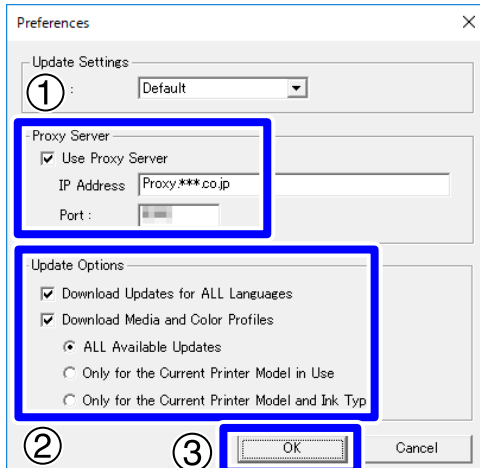 Preferences
Update Settings
① :
Default
Proxy Server
Use Proxy Server
IP Address
Proxy.***.co.jp
Port :
Update Options
Download Updates for ALL Languages
Download Media and Color Profiles
ALL Available Updates
Only for the Current Printer Model in Use
Only for the Current Printer Model and Ink Typ
② ③
OK
Cancel